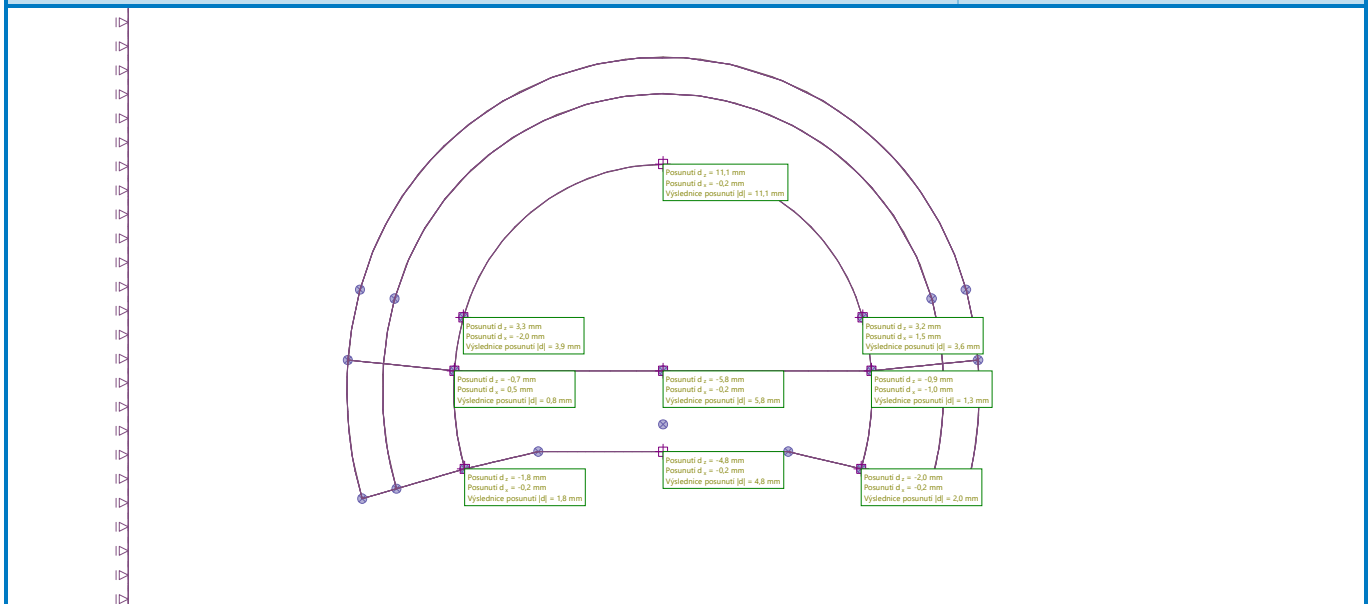 Posunutí d z = 11,1 mm
Posunutí d x = -0,2 mm
Výslednice posunutí |d| = 11,1 mm
Posunutí d z = 3,3 mm
Posunutí d x = -2,0 mm
Výslednice posunutí |d| = 3,9 mm
Posunutí d z = 3,2 mm
Posunutí d x = 1,5 mm
Výslednice posunutí |d| = 3,6 mm
Posunutí d z = -0,7 mm
Posunutí d x = 0,5 mm
Výslednice posunutí |d| = 0,8 mm
Posunutí d z = -5,8 mm
Posunutí d x = -0,2 mm
Výslednice posunutí |d| = 5,8 mm
Posunutí d z = -0,9 mm
Posunutí d x = -1,0 mm
Výslednice posunutí |d| = 1,3 mm
Posunutí d z = -4,8 mm
Posunutí d x = -0,2 mm
Výslednice posunutí |d| = 4,8 mm
Posunutí d z = -1,8 mm
Posunutí d x = -0,2 mm
Výslednice posunutí |d| = 1,8 mm
Posunutí d z = -2,0 mm
Posunutí d x = -0,2 mm
Výslednice posunutí |d| = 2,0 mm